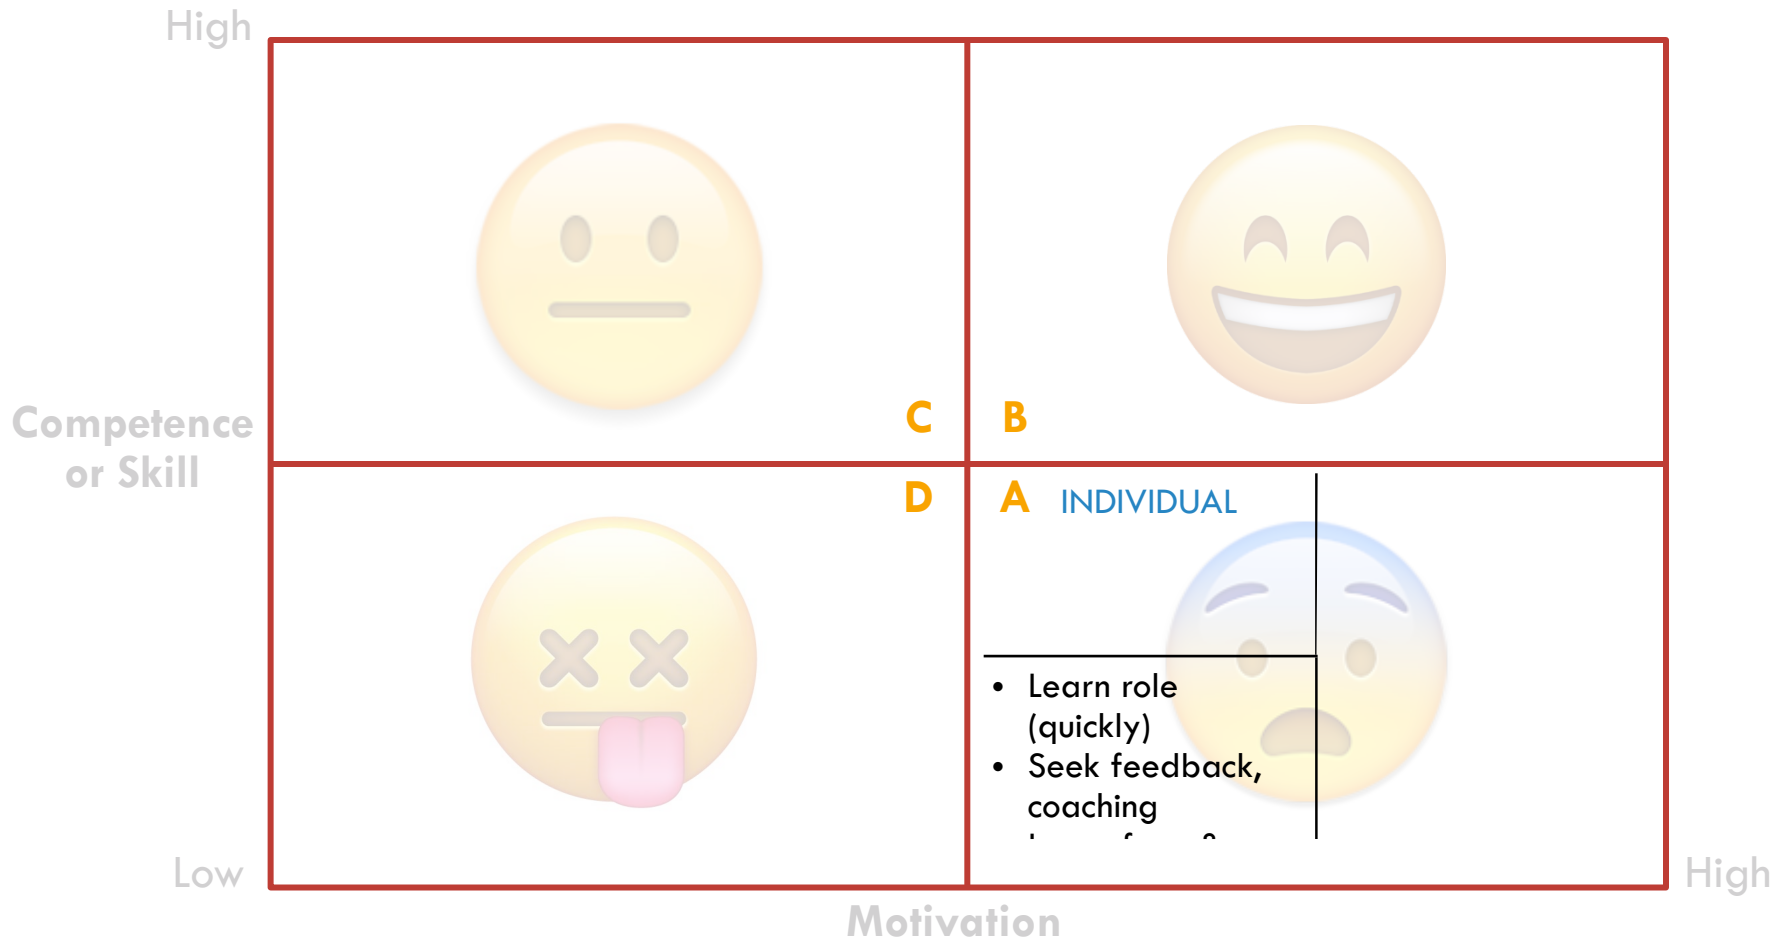 High
C
B
Competence
or Skill
D
A
INDIVIDUAL
• Learn role
(quickly)
• Seek feedback,
coaching
Low
High
Motivation